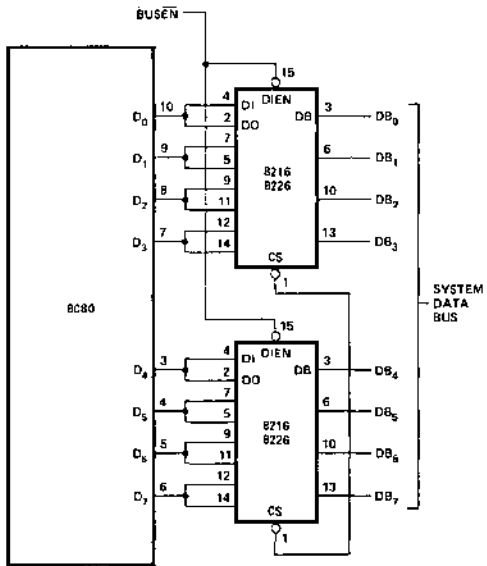 BUSEN
15
4 DI DIEN 3 DB DB0
D0 10 2 DO
7
D1 9 5 6 DB1
8216
8226
9
D2 8 11 10 DB2
12
D3 7 14 13 DB3
CS
1
8080
SYSTEM
DATA
BUS
15
4 DI DIEN 3 DB DB4
D4 3 2 DO
7
D5 4 5 6 DB5
8216
8226
9
D6 5 11 10 DB6
12
D7 6 14 13 DB7
CS
1